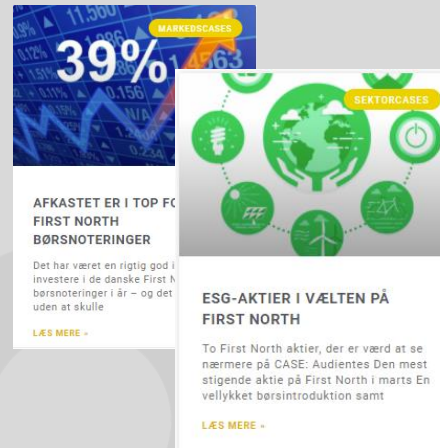 MARKEDSCASES
39%
AFKASTET ER I TOP
FIRST NORTH
BØRSNOTERINGER
Det har været en rigtig god
investere i de danske First
børsnoteringer i år – og det
uden at skulle
LÆS MERE »
SEKTORCASES
ESG-AKTIER I VÆLTEN PÅ
FIRST NORTH
To First North aktier, der er værd at se
nærmere på CASE: Audientes Den mest
stigende aktie på First North i marts En
vellykket børsintroduktion samt
LÆS MERE »